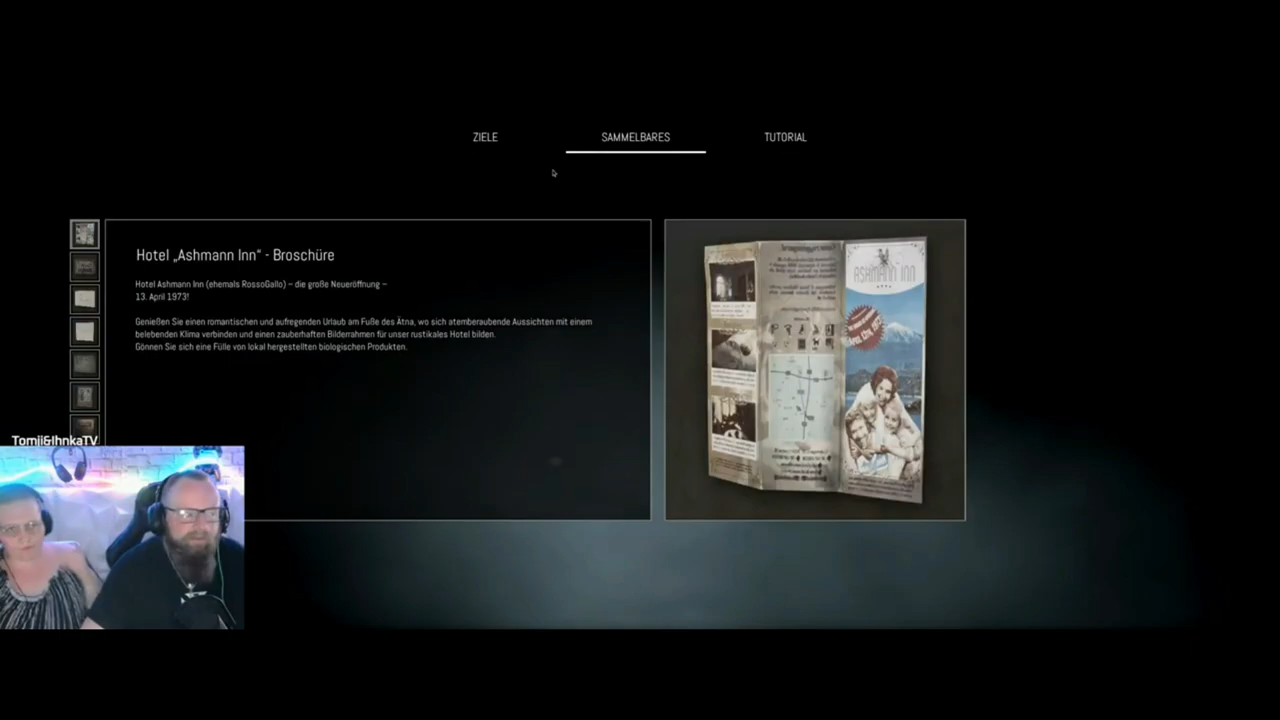 ZIELE
SAMMELBARES
TUTORIAL
Hotel „Ashmann Inn“ - Broschüre
Hotel Ashmann Inn (ehemals RossoGallo) – die große Neueröffnung –
13. April 1973!
Genießen Sie einen romantischen und aufregenden Urlaub am Fuße des Ätna, wo sich atemberaubende Aussichten mit einem
belebenden Klima verbinden und einen zauberhaften Bilderrahmen für unser rustikales Hotel bilden.
Gönnen Sie sich eine Fülle von lokal hergestellten biologischen Produkten.
ASHMANN INN
Tomji&IhnkaTV